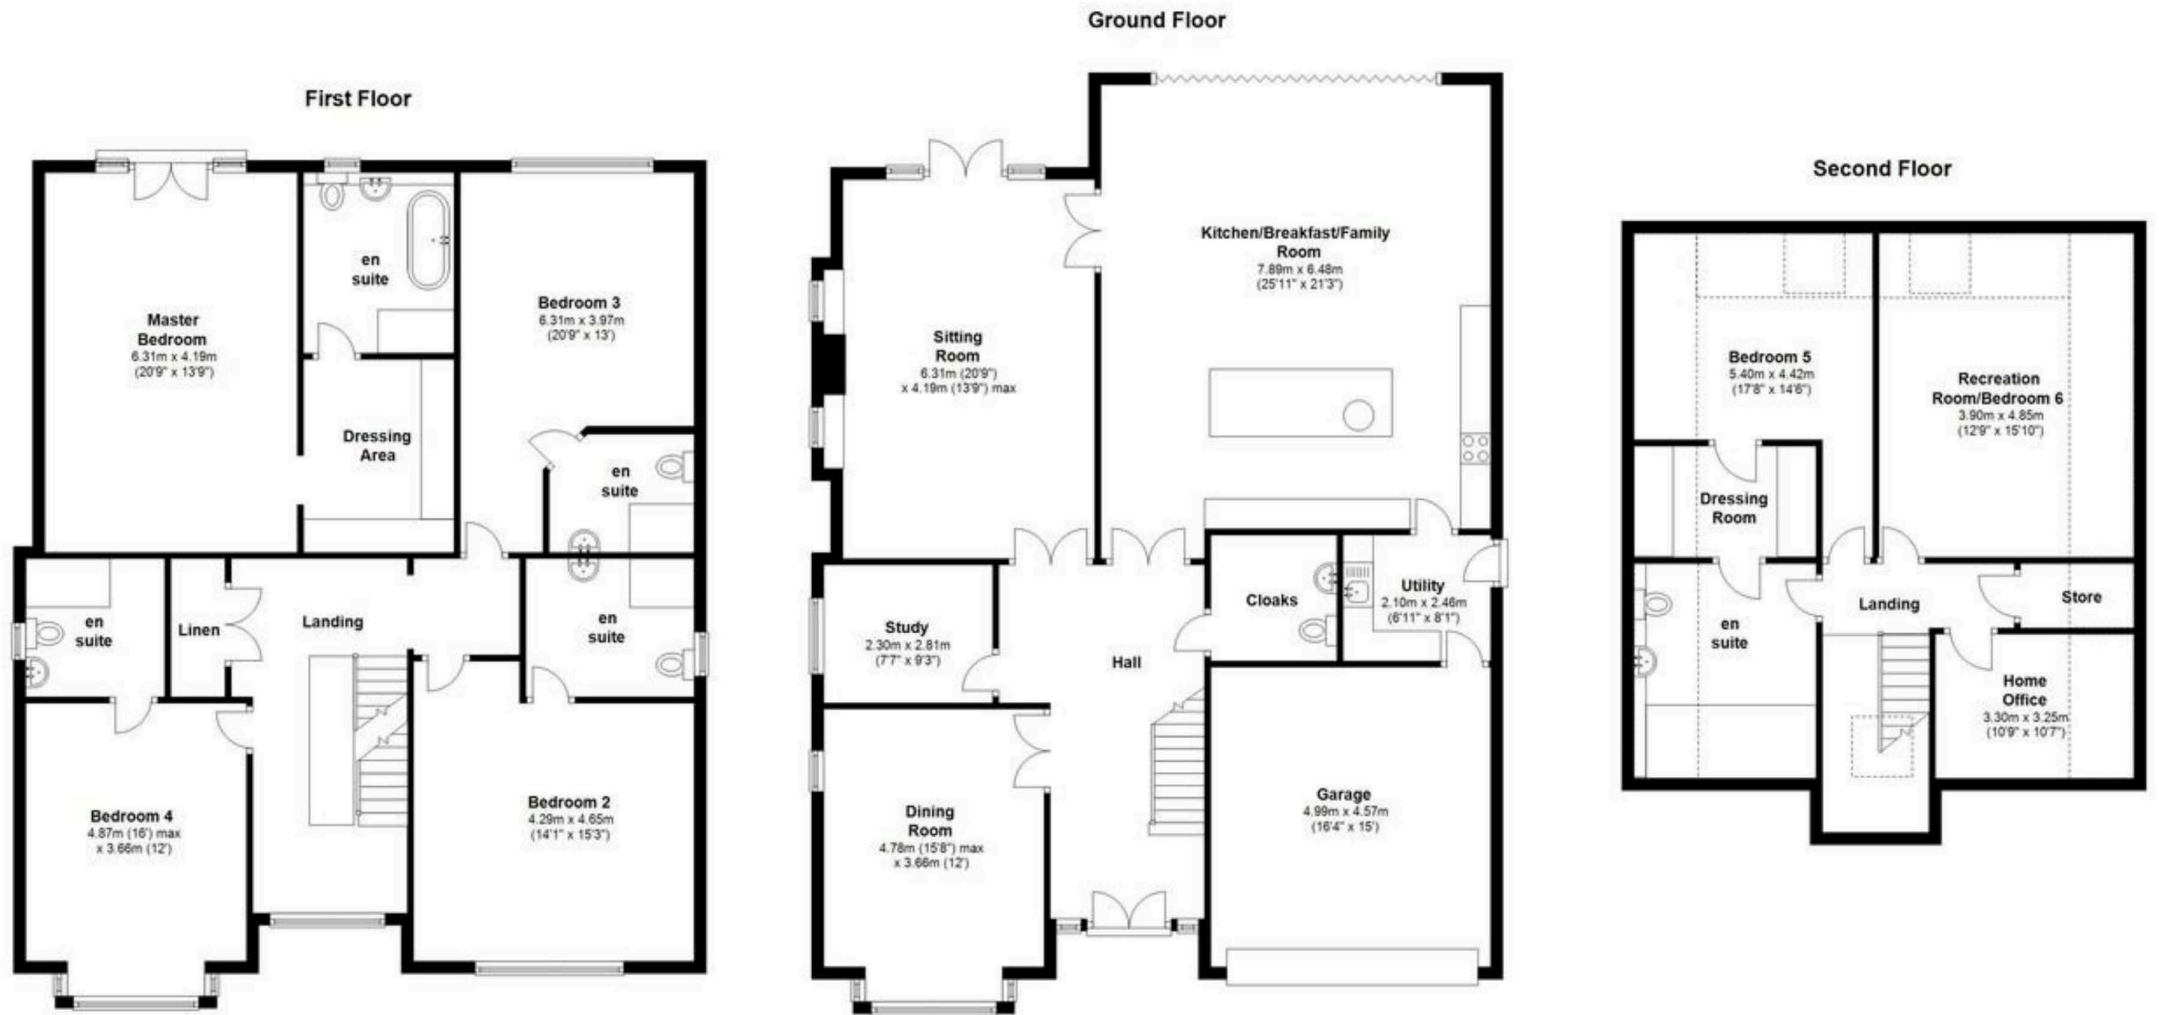 First Floor
Master
Bedroom
6.31m x 4.19m
(20'9" x 13'9")
en
suite
Bedroom 3
6.31m x 3.97m
(20'9" x 13')
Dressing
Area
en
suite
en
suite
Linen
Landing
en
suite
Bedroom 4
4.87m (16') max
x 3.66m (12')
Bedroom 2
4.29m x 4.65m
(14'1" x 15'3")
Ground Floor
Kitchen/Breakfast/Family
Room
7.89m x 6.48m
(25'11" x 21'3")
Sitting
Room
6.31m (20'9")
x 4.19m (13'9") max
Study
2.30m x 2.81m
(7'7" x 9'3")
Hall
Cloaks
Utility
2.10m x 2.46m
(6'11" x 8'1")
Dining
Room
4.78m (15'8") max
x 3.66m (12')
Garage
4.99m x 4.57m
(16'4" x 15')
Second Floor
Bedroom 5
5.40m x 4.42m
(17'8" x 14'6")
Recreation
Room/Bedroom 6
3.90m x 4.85m
(12'9" x 15'10")
Dressing
Room
en
suite
Landing
Store
Home
Office
3.30m x 3.25m
(10'9" x 10'7")